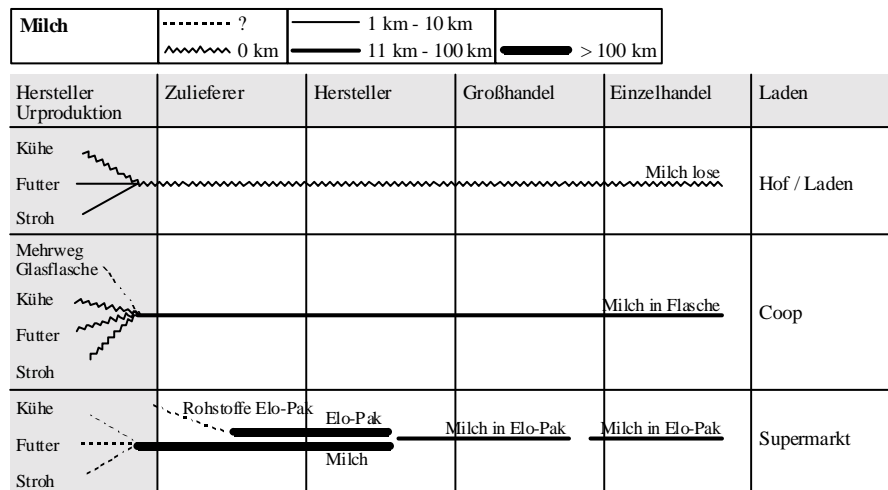 Milch
?
1 km - 10 km
0 km
11 km - 100 km
> 100 km
Hersteller
Urproduktion
Zulieferer
Hersteller
Großhandel
Einzelhandel
Laden
Kühe
Futter
Stroh
Milch lose
Hof / Laden
Mehrweg
Glasflasche
Kühe
Futter
Stroh
Milch in Flasche
Coop
Kühe
Futter
Stroh
Rohstoffe Elo-Pak
Elo-Pak
Milch
Milch in Elo-Pak
Milch in Elo-Pak
Supermarkt